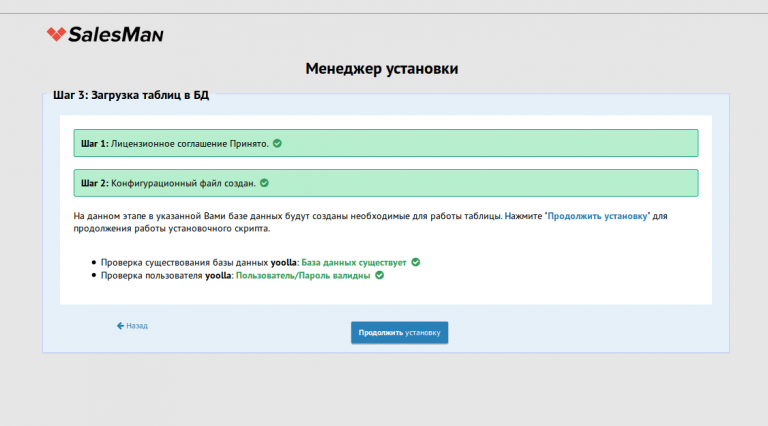 SalesMan
Менеджер установки
Шаг 3: Загрузка таблиц в БД
Шаг 1: Лицензионное соглашение Принято.
Шаг 2: Конфигурационный файл создан.
На данном этапе в указанной Вами базе данных будут созданы необходимые для работы таблицы. Нажмите "Продолжить установку" для
продолжения работы установочного скрипта.
Проверка существования базы данных yoolla: База данных существует
Проверка пользователя yoolla: Пользователь/Пароль валидны
Назад
Продолжить установку